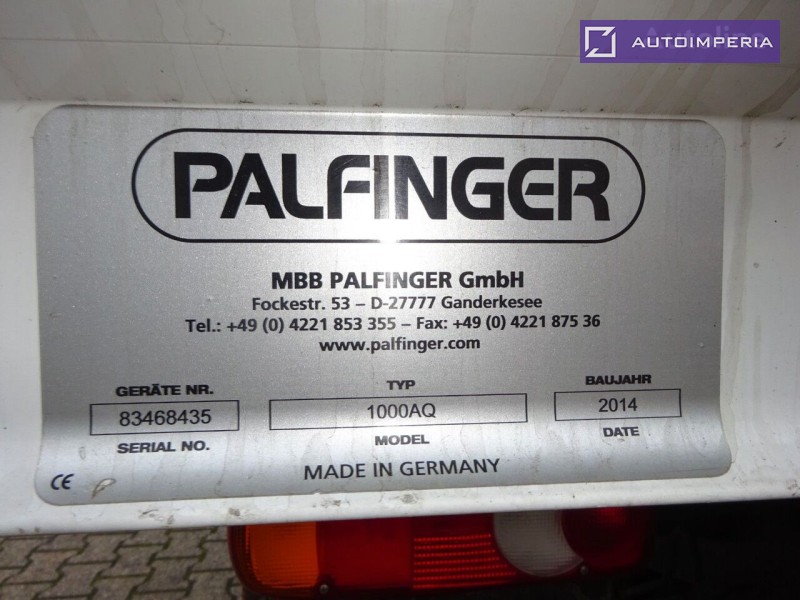 AUTOIMPERIA
PALFINGER
MBB PALFINGER GmbH
Fockestr. 53 – D-27777 Ganderkesee
Tel.: +49 (0) 4221 853 355 – Fax: +49 (0) 4221 875 36
www.palfinger.com
GERÄTE NR. TYP BAUJAHR
83468435 1000AQ 2014
SERIAL NO. MODEL DATE
MADE IN GERMANY
CE